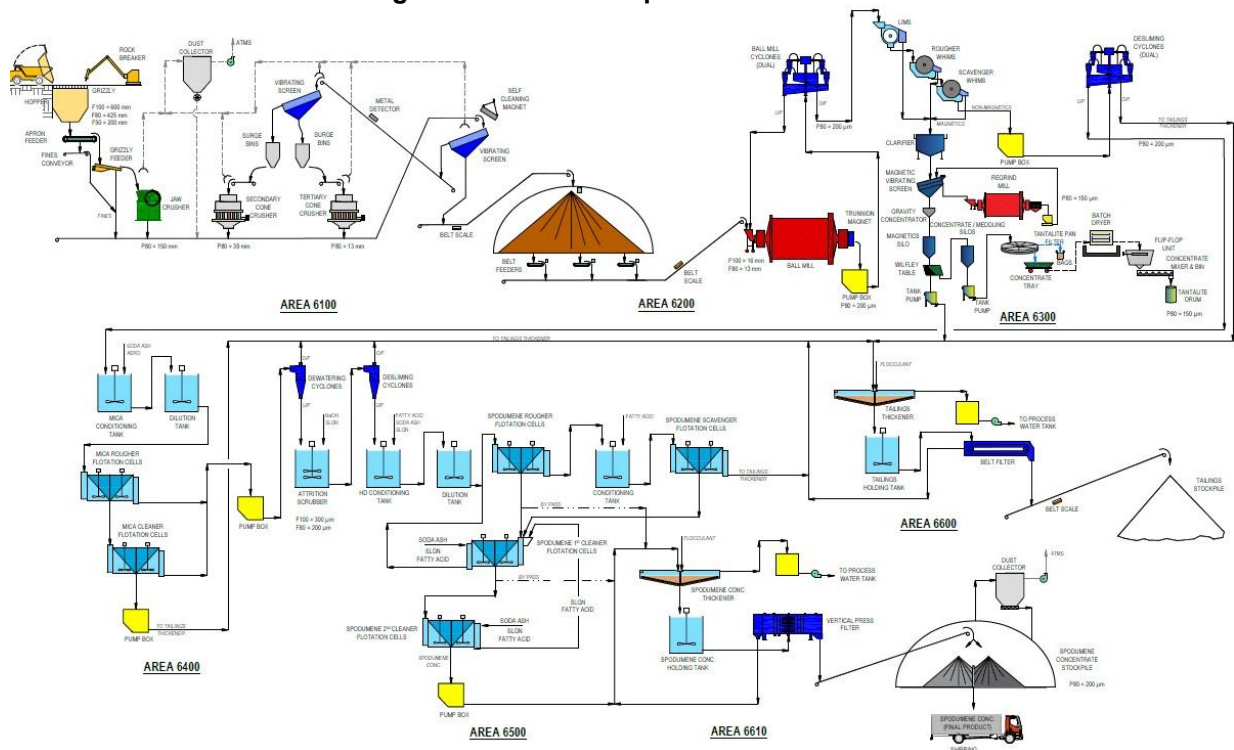 ROCK
BREAKER
DUST
COLLECTOR
ATMS
HOPPER
GRIZZLY
F100 = 600 mm
F80 = 425 mm
F50 = 200 mm
APRON
FEEDER
FINES
CONVEYOR
GRIZZLY
FEEDER
FINES
JAW
CRUSHER
P80 = 150 mm
VIBRATING
SCREEN
SURGE
BINS
SURGE
BINS
SECONDARY
CONE
CRUSHER
P80 = 39 mm
TERTIARY
CONE
CRUSHER
P80 = 13 mm
METAL
DETECTOR
SELF
CLEANING
MAGNET
VIBRATING
SCREEN
BELT SCALE
AREA 6100
BELT
FEEDERS
BELT
SCALE
AREA 6200
BALL MILL
CYCLONES
(DUAL)
O/F
U/F
P80 = 200 µm
F100 = 16 mm
F80 = 13 mm
BALL MILL
TRUNNION
MAGNET
PUMP BOX
P80 = 200 µm
LIMS
ROUGHER
WHIMS
SCAVENGER
WHIMS
NON-MAGNETICS
MAGNETICS
PUMP BOX
DESLIMING
CYCLONES
(DUAL)
U/F
O/F
TO TAILINGS
THICKENER
P80 = 200 µm
CLARIFIER
MAGNETIC
VIBRATING
SCREEN
REGRIND
MILL
P80 = 150 µm
GRAVITY
CONCENTRATOR
CONCENTRATE / MIDDLING
SILOS
MAGNETICS
SILO
WILFLEY
TABLE
TANK
PUMP
TANK
PUMP
TANTALITE PAN
FILTER
BAGS
CONCENTRATE
TRAY
BATCH
DRYER
FLIP-FLOP
UNIT
CONCENTRATE
MIXER & BIN
TANTALITE
DRUM
P80 = 150 µm
AREA 6300
TO TAILINGS THICKENER
SODA ASH
AERO
MICA
CONDITIONING
TANK
DILUTION
TANK
MICA ROUGHER
FLOTATION CELLS
MICA CLEANER
FLOTATION CELLS
PUMP BOX
TO TAILINGS
THICKENER
AREA 6400
PUMP BOX
O/F
DEWATERING
CYCLONES
U/F
NaOH
SLGN
ATTRITION
SCRUBBER
F100 = 300 µm
F80 = 200 µm
O/F
DESLIMING
CYCLONES
U/F
FATTY ACID
SODA ASH
SLGN
HD CONDITIONING
TANK
DILUTION
TANK
SPODUMENE ROUGHER
FLOTATION CELLS
FATTY ACID
CONDITIONING
TANK
SPODUMENE SCAVENGER
FLOTATION CELLS
TO TAILINGS
THICKENER
BY PASS
SODA ASH
SLGN
FATTY ACID
SPODUMENE 1ST CLEANER
FLOTATION CELLS
BY PASS
SLGN
FATTY ACID
SPODUMENE 2ND CLEANER
FLOTATION CELLS
SODA ASH
SLGN
FATTY ACID
SPODUMENE
CONC
PUMP BOX
AREA 6500
FLOCCULANT
TAILINGS
THICKENER
TO PROCESS
WATER TANK
TAILINGS
HOLDING TANK
BELT FILTER
BELT SCALE
TAILINGS
STOCKPILE
AREA 6600
FLOCCULANT
SPODUMENE CONC
THICKENER
TO PROCESS
WATER TANK
SPODUMENE CONC
HOLDING TANK
VERTICAL PRESS
FILTER
AREA 6610
DUST
COLLECTOR
ATMS
SPODUMENE
CONCENTRATE
STOCKPILE
P80 = 200 µm
SPODUMENE CONC.
(FINAL PRODUCT)
SHIPPING